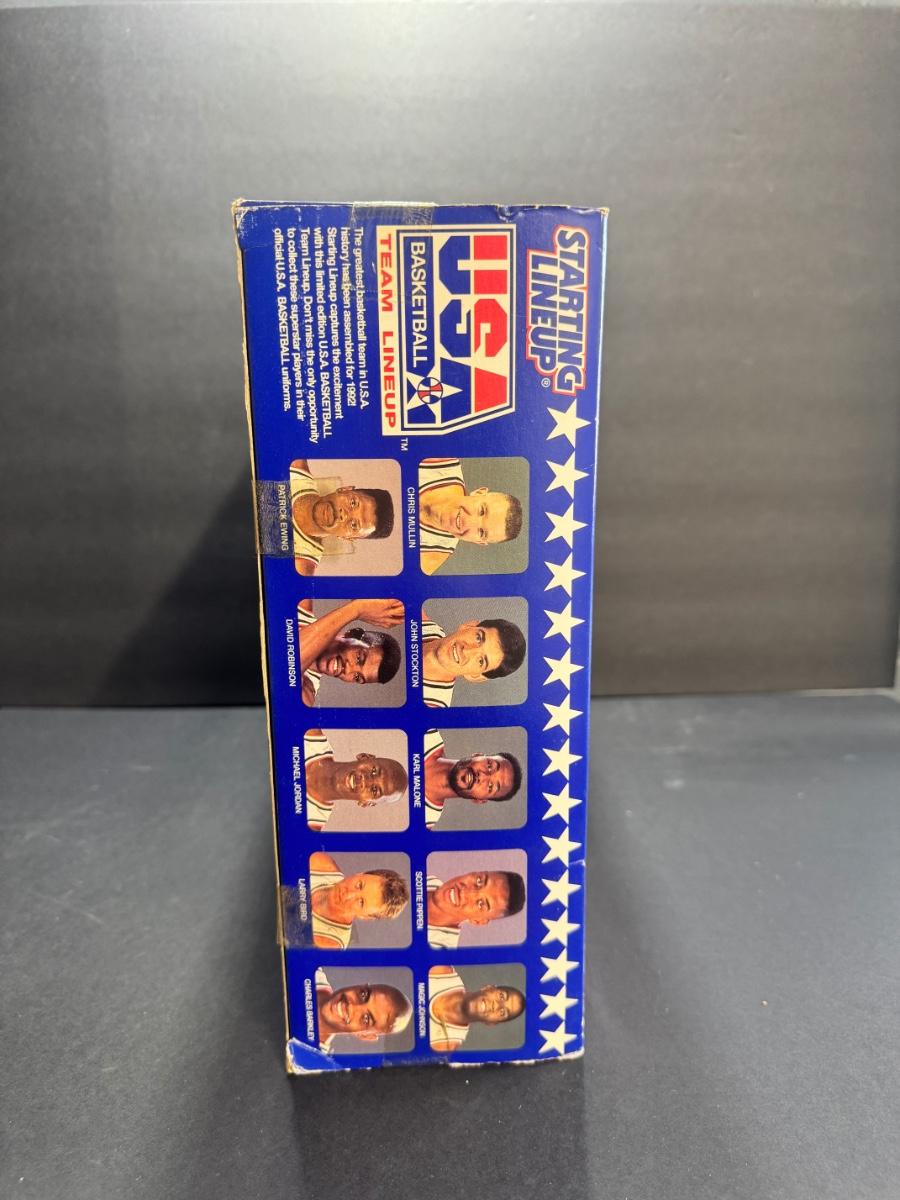 STARTING
LINEUP®
USA
BASKETBALL
TEAM LINEUP
TM
The greatest basketball team in U.S.A.
history has been assembled for 1992!
Starting Lineup captures the excitement
with this limited edition U.S.A. BASKETBALL
Team Lineup. Don't miss the only opportunity
to collect these superstar players in their
official U.S.A. BASKETBALL uniforms.
CHRIS MULLIN
JOHN STOCKTON
KARL MALONE
SCOTTIE PIPPEN
MAGIC JOHNSON
PATRICK EWING
DAVID ROBINSON
MICHAEL JORDAN
LARRY BIRD
CHARLES BARKLEY